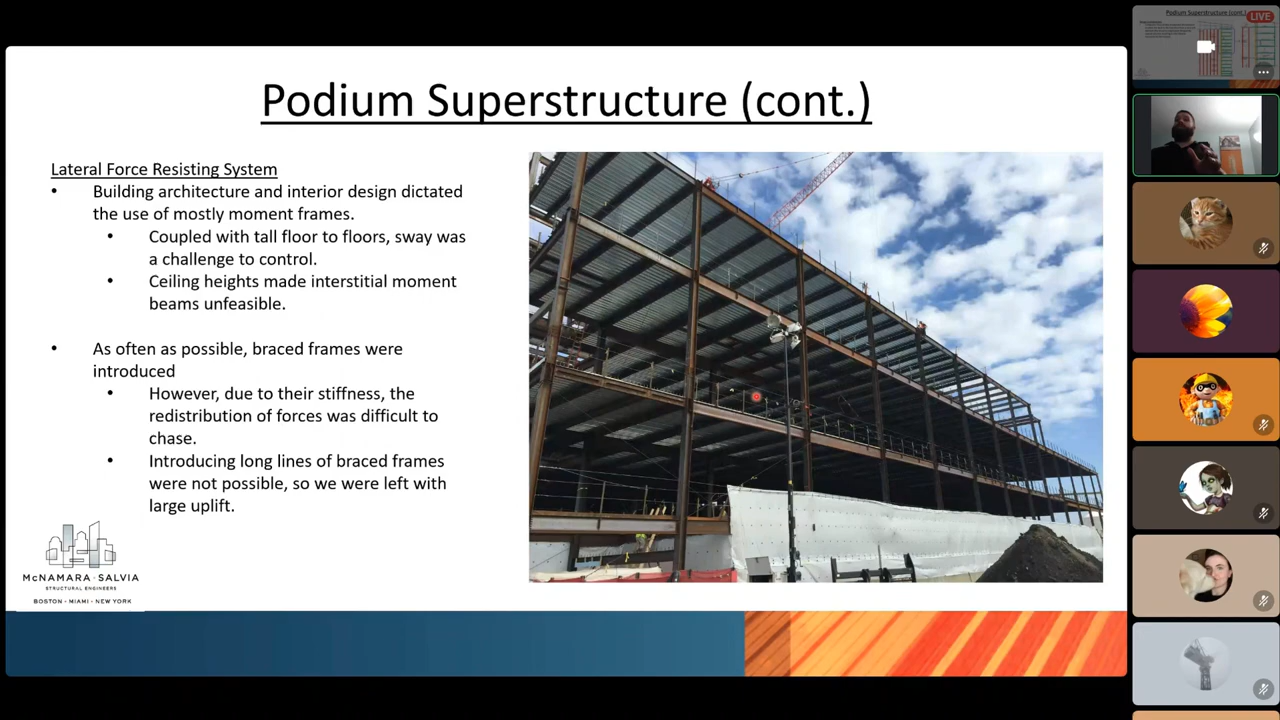 Podium Superstructure (cont.)
Lateral Force Resisting System
• Building architecture and interior design dictated
the use of mostly moment frames.
• Coupled with tall floor to floors, sway was
a challenge to control.
• Ceiling heights made interstitial moment
beams unfeasible.
• As often as possible, braced frames were
introduced
• However, due to their stiffness, the
redistribution of forces was difficult to
chase.
• Introducing long lines of braced frames
were not possible, so we were left with
large uplift.
McNAMARA · SALVIA
STRUCTURAL ENGINEERS
BOSTON - MIAMI - NEW YORK
Podium Superstructure (cont.)
LIVE